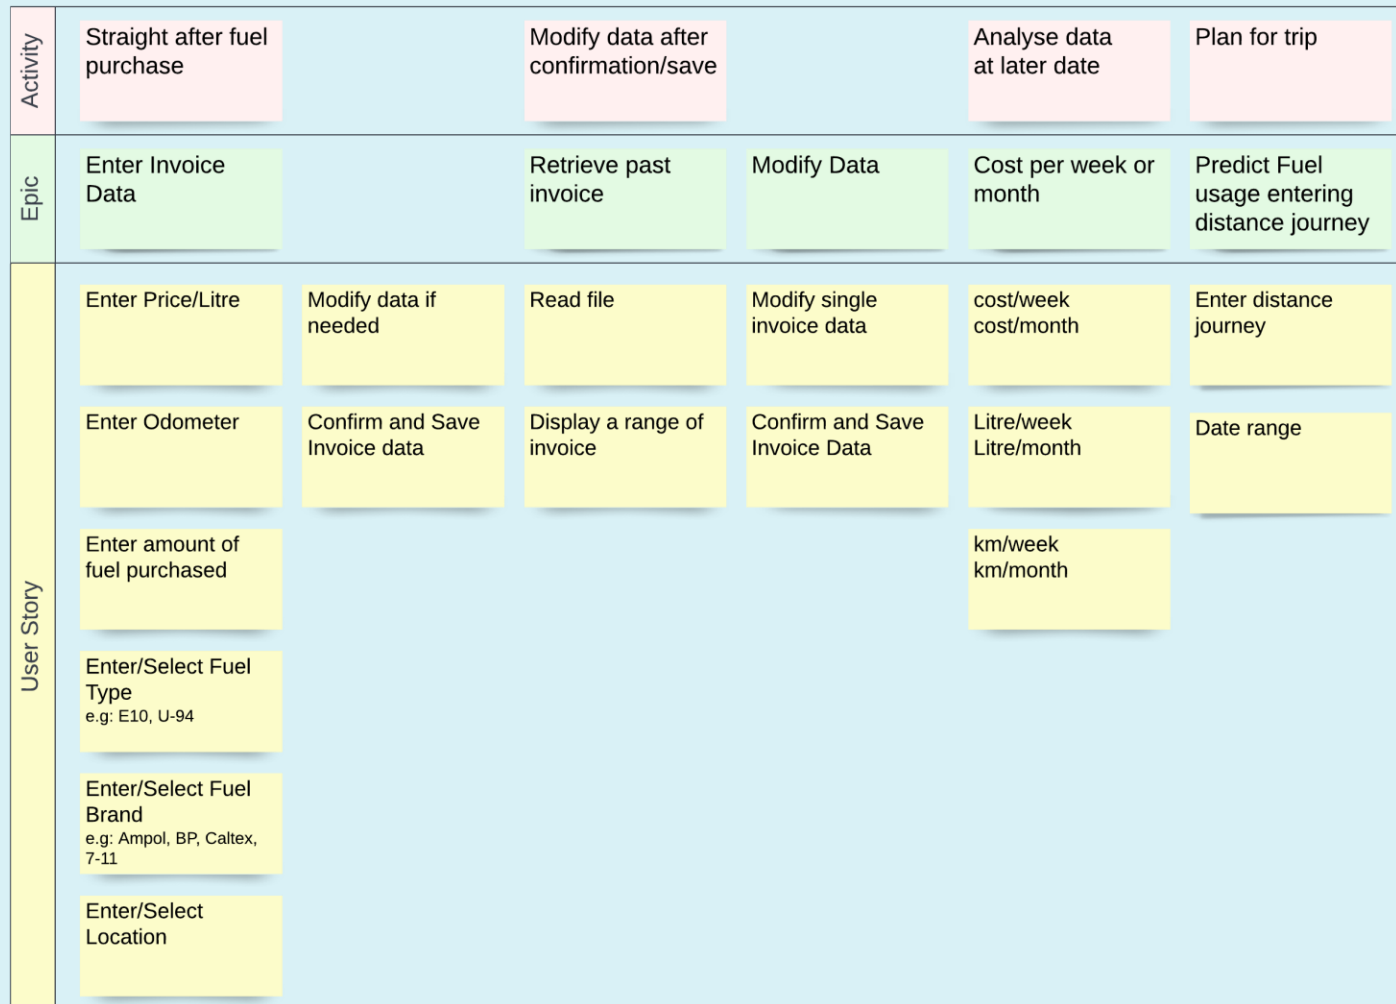 Activity
Straight after fuel
purchase
Modify data after
confirmation/save
Analyse data
at later date
Plan for trip
Epic
Enter Invoice
Data
Retrieve past
invoice
Modify Data
Cost per week or
month
Predict Fuel
usage entering
distance journey
User Story
Enter Price/Litre
Modify data if
needed
Read file
Modify single
invoice data
cost/week
cost/month
Enter distance
journey
Enter Odometer
Confirm and Save
Invoice data
Display a range of
invoice
Confirm and Save
Invoice Data
Litre/week
Litre/month
Date range
Enter amount of
fuel purchased
km/week
km/month
Enter/Select Fuel
Type
e.g: E10, U-94
Enter/Select Fuel
Brand
e.g: Ampol, BP, Caltex,
7-11
Enter/Select
Location